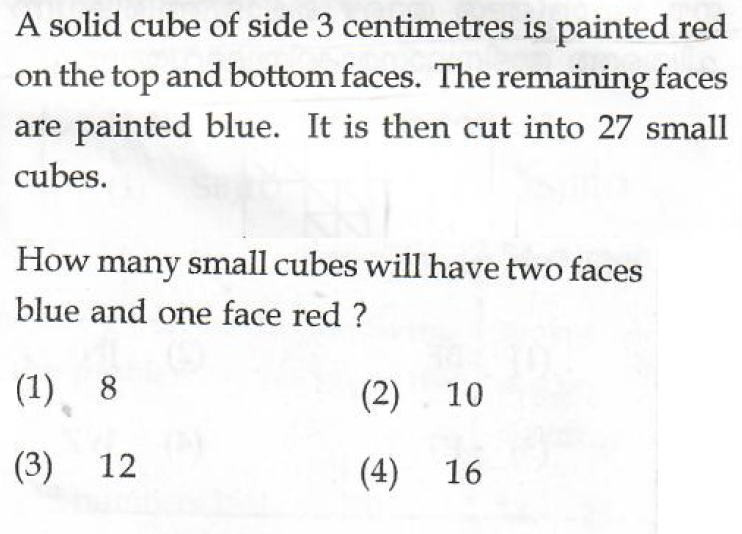 A solid cube of side 3 centimetres is painted red
on the top and bottom faces. The remaining faces
are painted blue. It is then cut into 27 small
cubes.
How many small cubes will have two faces
blue and one face red ?
(1) 8 (2) 10
(3) 12 (4) 16